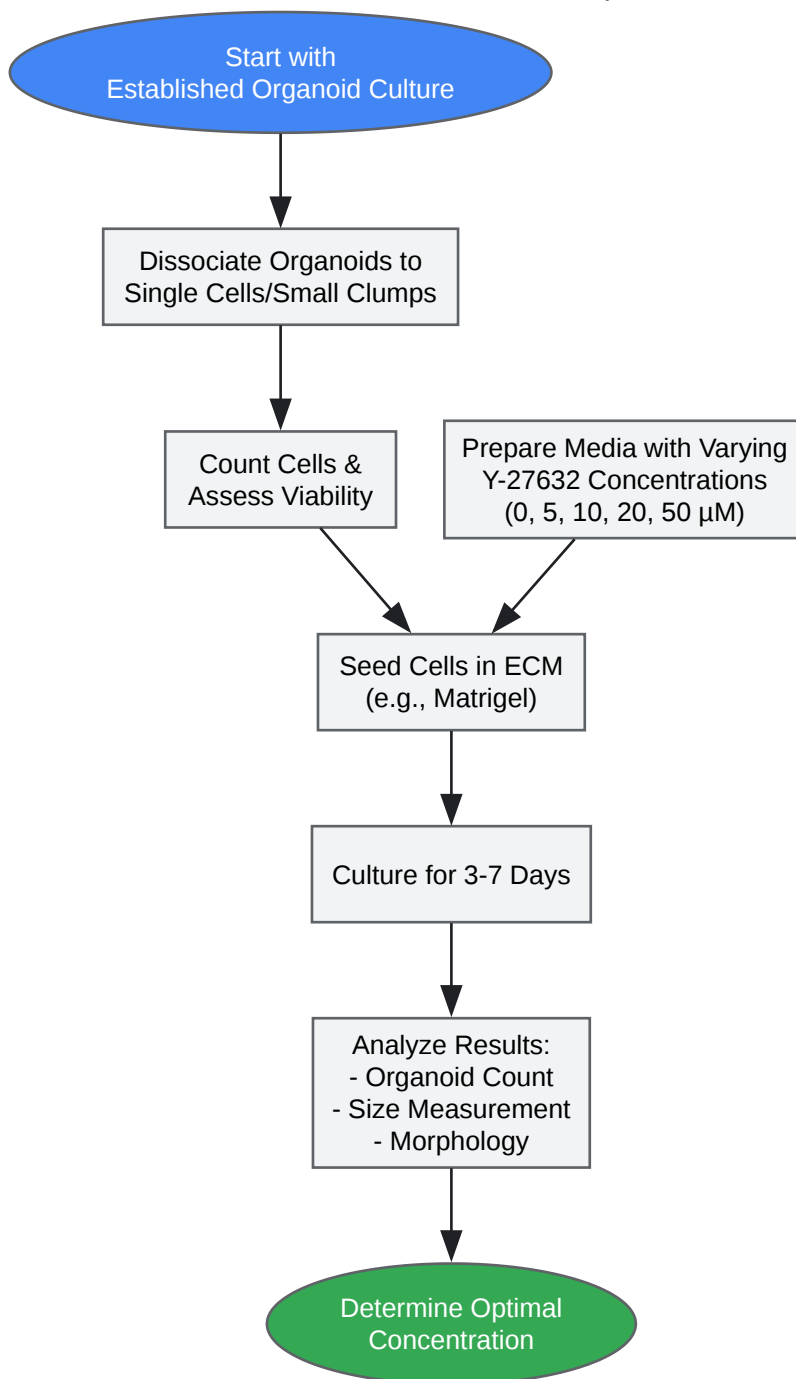 Start with
Established Organoid Culture
Dissociate Organoids to
Single Cells/Small Clumps
Count Cells &
Assess Viability
Prepare Media with Varying
Y-27632 Concentrations
(0, 5, 10, 20, 50 µM)
Seed Cells in ECM
(e.g., Matrigel)
Culture for 3-7 Days
Analyze Results:
- Organoid Count
- Size Measurement
- Morphology
Determine Optimal
Concentration